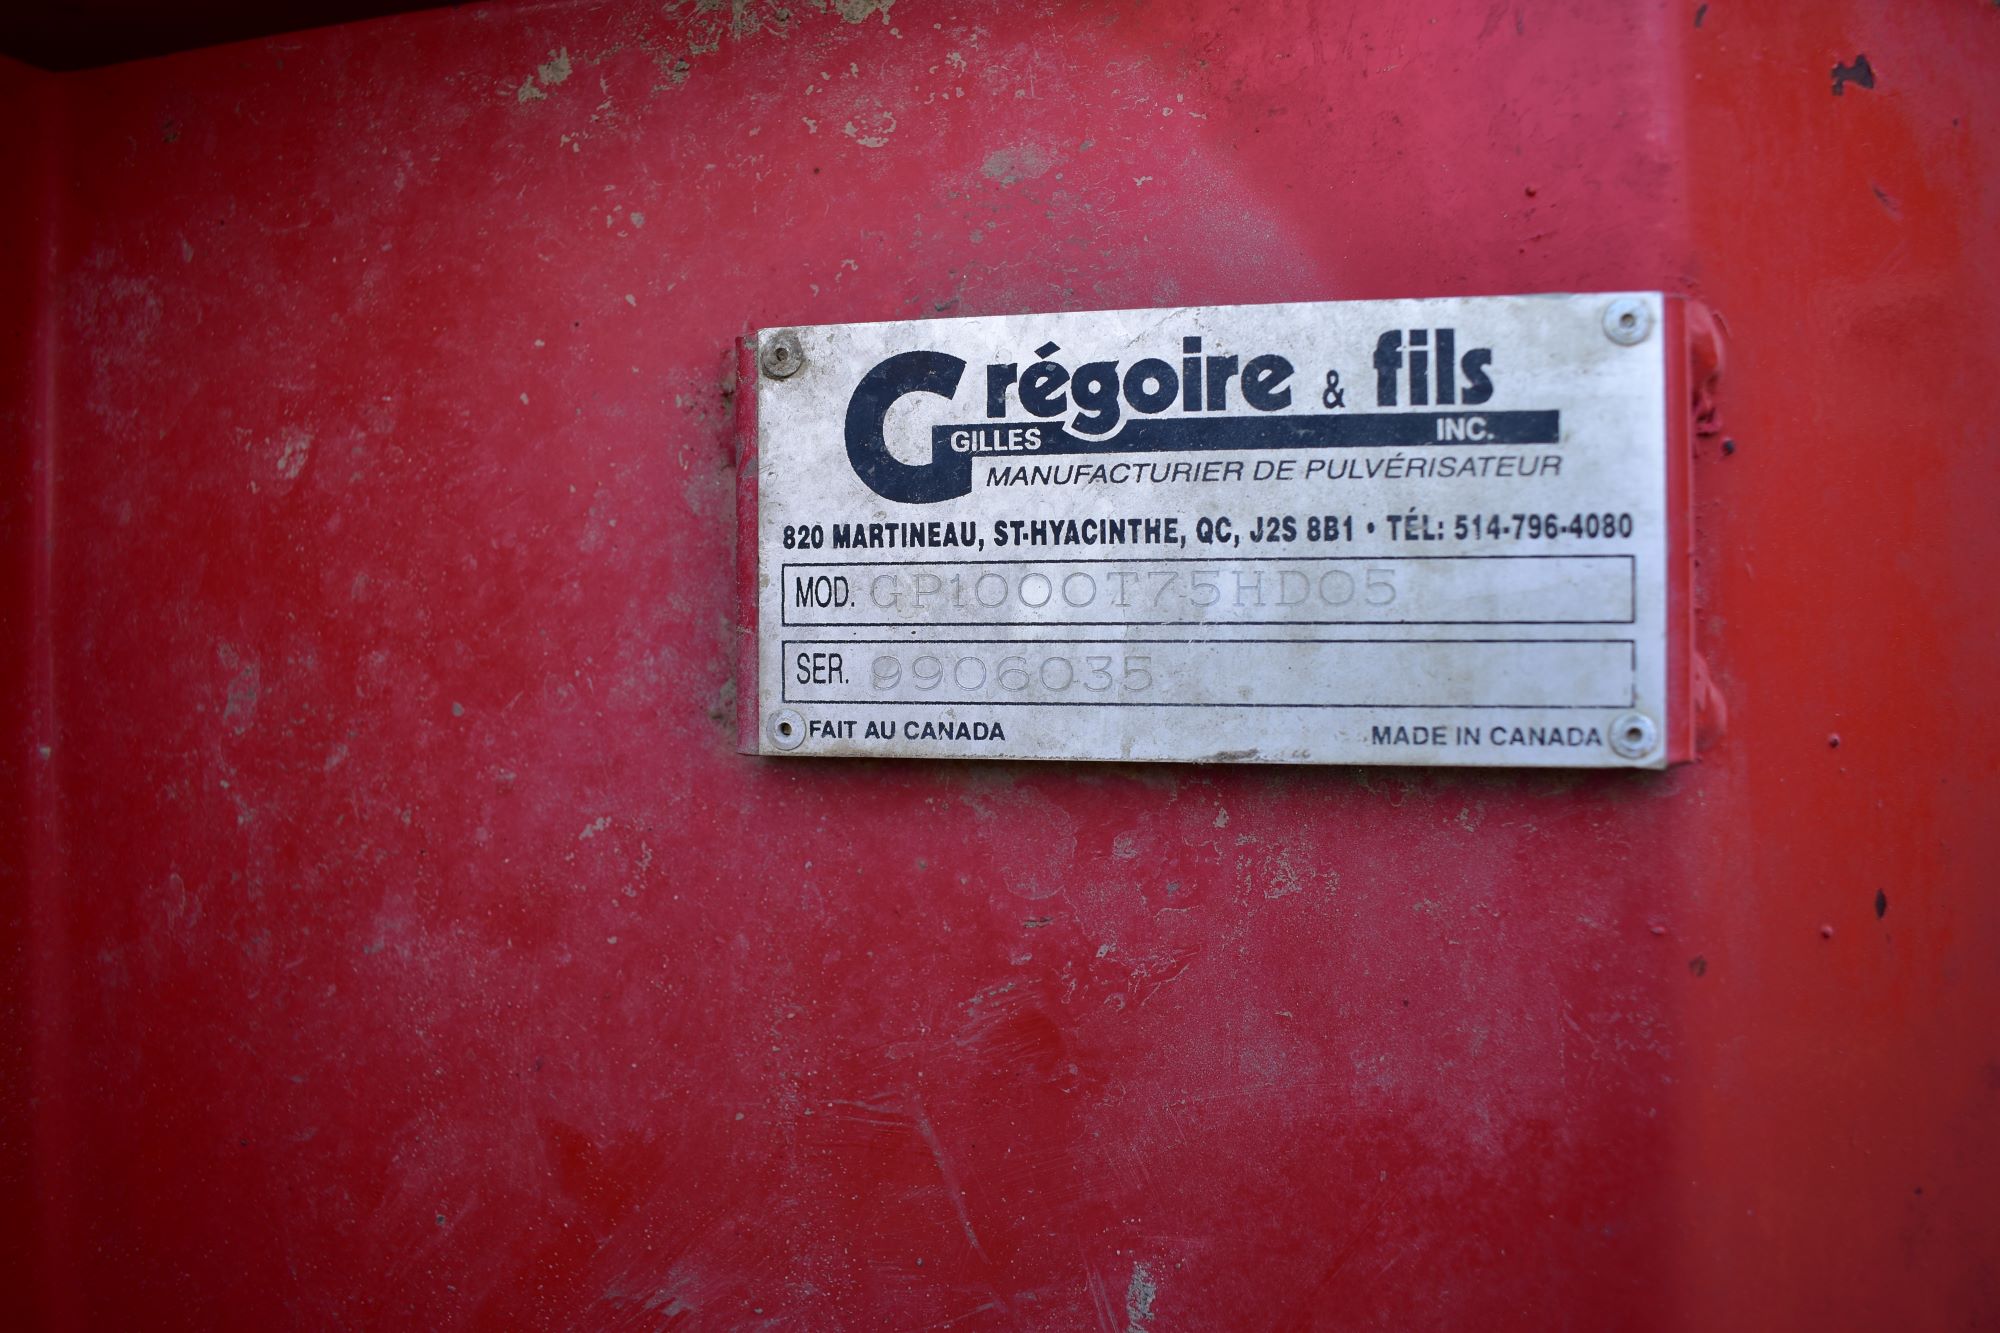 Grégoire & fils
GILLES INC.
MANUFACTURIER DE PULVÉRISATEUR
820 MARTINEAU, ST-HYACINTHE, QC, J2S 8B1 • TÉL: 514-796-4080
MOD. GP1000T75HD05
SER. 9906035
FAIT AU CANADA MADE IN CANADA